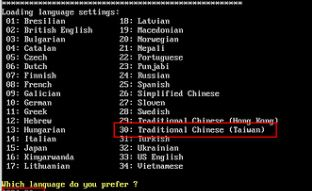 Loading language settings:
01: Bresilian 18: Latvian
02: British English 19: Macedonian
03: Bulgarian 20: Norwegian
04: Catalan 21: Nepali
05: Czech 22: Portuguese
06: Dutch 23: Punjabi
07: Finnish 24: Russian
08: French 25: Spanish
09: Galician 26: Simplified Chinese
10: German 27: Sloven
11: Greek 28: Swedish
12: Hebrew 29: Traditional Chinese (Hong Kong)
13: Hungarian 30: Traditional Chinese (Taiwan)
14: Italian 31: Turkish
15: Japan 32: Ukrainian
16: Kinyarwanda 33: US English
17: Lithuanian 34: Vietnamese
Which language do you prefer ?